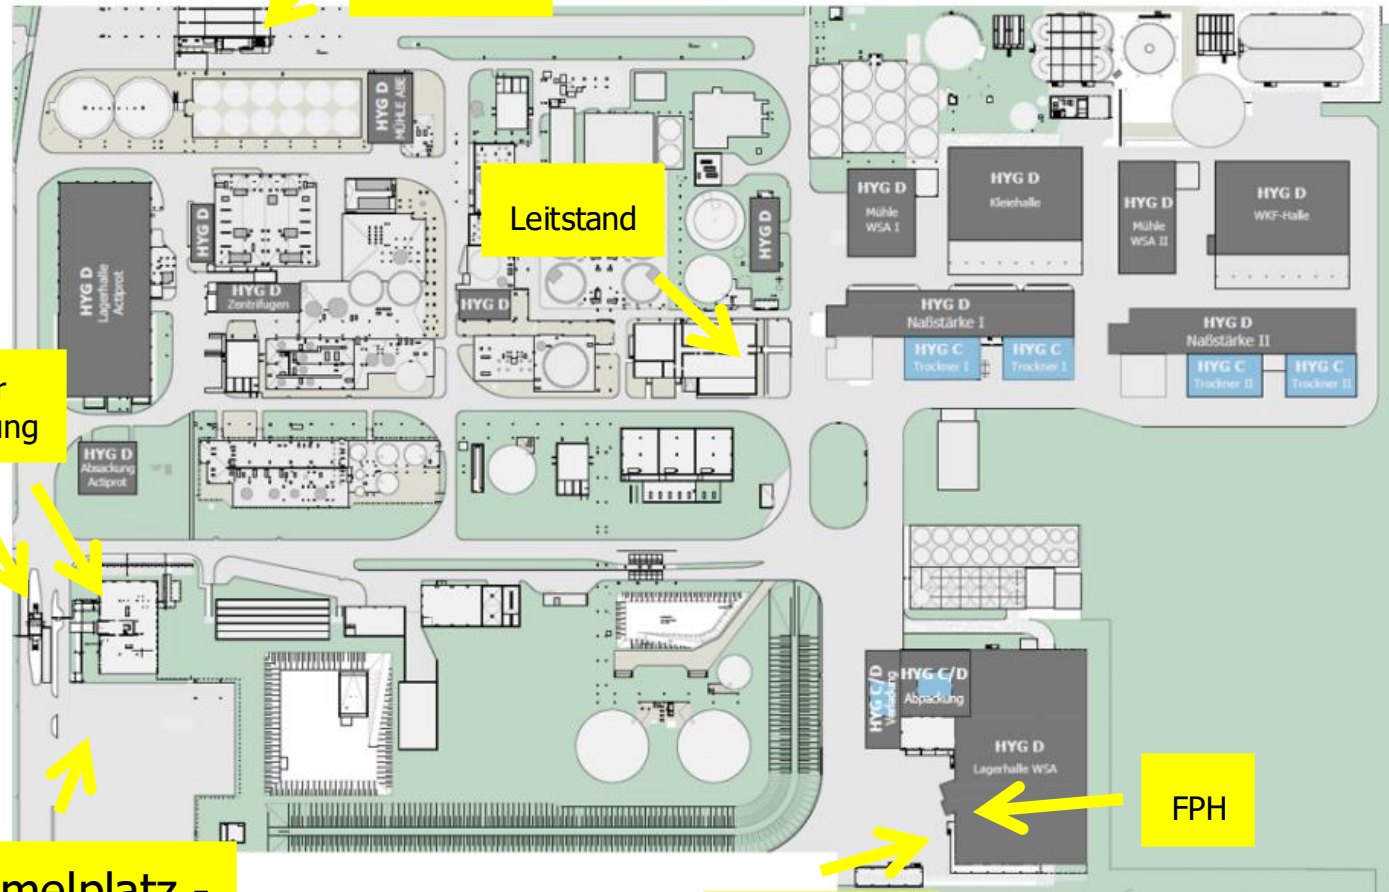 HYG D
MÜHLE ABK
Leitstand
HYG D
Lagerhalle
Actiprot
HYG D
HYG D
Zentrifugen
HYG D
HYG D
HYG D
Mühle
WSA I
HYG D
Kleiehalle
HYG D
Mühle
WSA II
HYG D
WKF-Halle
HYG D
Naßstärke I
HYG C
Trockner I
HYG C
Trockner I
HYG D
Naßstärke II
HYG C
Trockner II
HYG C
Trockner II
r
ung
HYG D
Absackung
Actiprot
HYG C/D
Verladung
HYG C/D
Abpackung
HYG D
Lagerhalle WSA
FPH
melplatz -